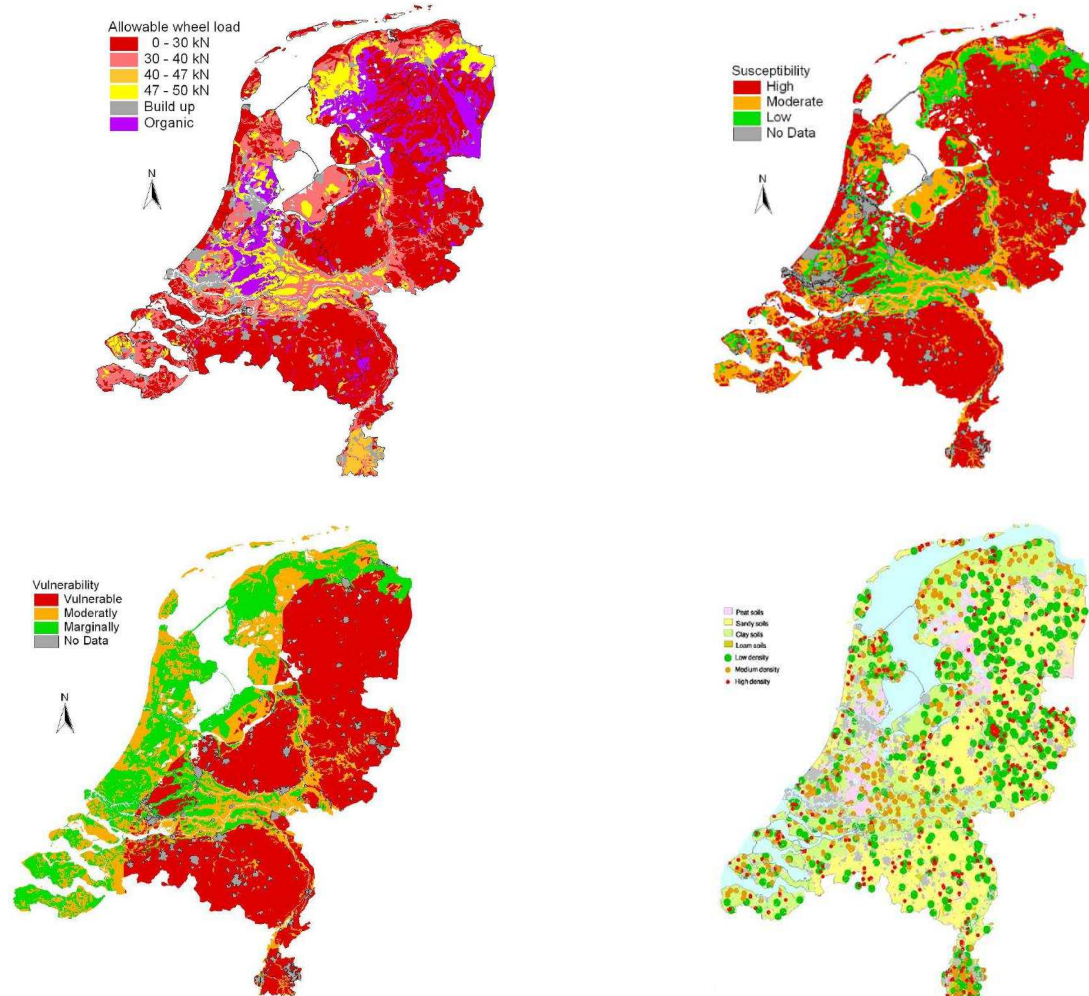 Allowable wheel load
0 - 30 kN
30 - 40 kN
40 - 47 kN
47 - 50 kN
Build up
Organic
N
Susceptibility
High
Moderate
Low
No Data
N
Vulnerability
Vulnerable
Moderatly
Marginally
No Data
N
Peat soils
Sandy soils
Clay soils
Loam soils
Low density
Medium density
High density